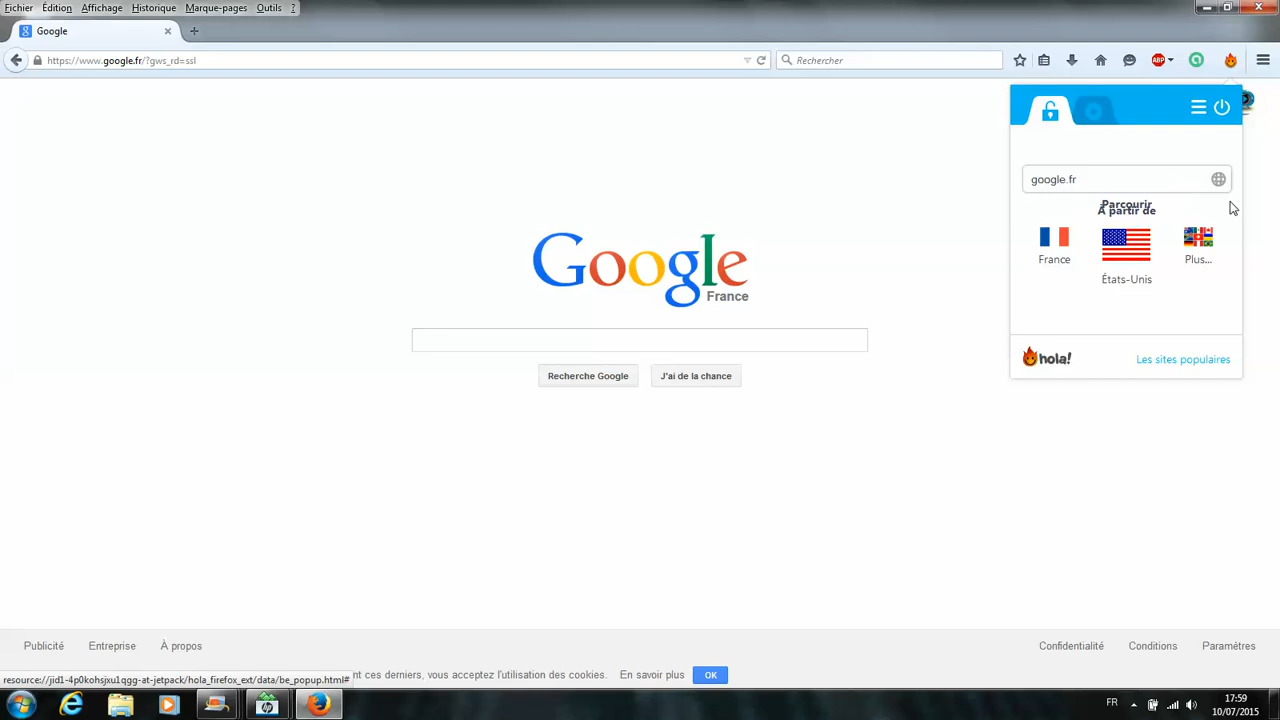 Fichier Édition Affichage Historique Marque-pages Outils ?
Google
https://www.google.fr/?gws_rd=ssl
Rechercher
ABP
google.fr
Parcourir
À partir de
France
États-Unis
Plus...
hola!
Les sites populaires
Google
France
Recherche Google
J'ai de la chance
Publicité Entreprise À propos
Confidentialité Conditions Paramètres
resource://jid1-4p0kohsjxu1qgg-at-jetpack/hola_firefox_ext/data/be_popup.html#
nt ces derniers, vous acceptez l'utilisation des cookies. En savoir plus OK
FR
17:59
10/07/2015